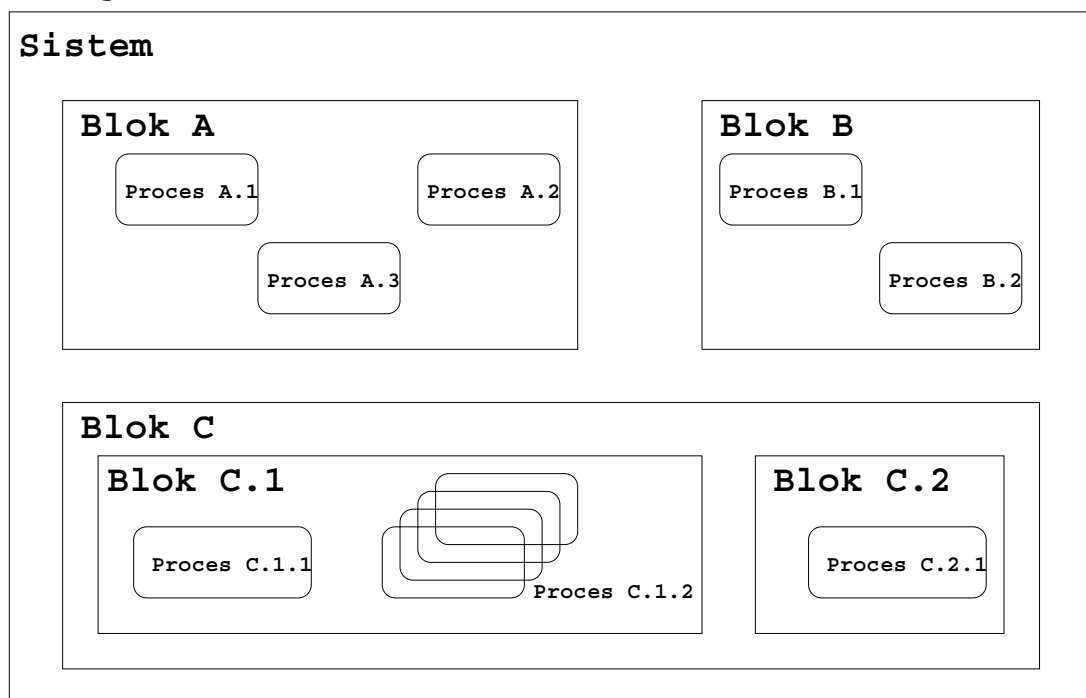 Sistem
Blok A
Proces A.1
Proces A.2
Proces A.3
Blok B
Proces B.1
Proces B.2
Blok C
Blok C.1
Proces C.1.1
Proces C.1.2
Blok C.2
Proces C.2.1